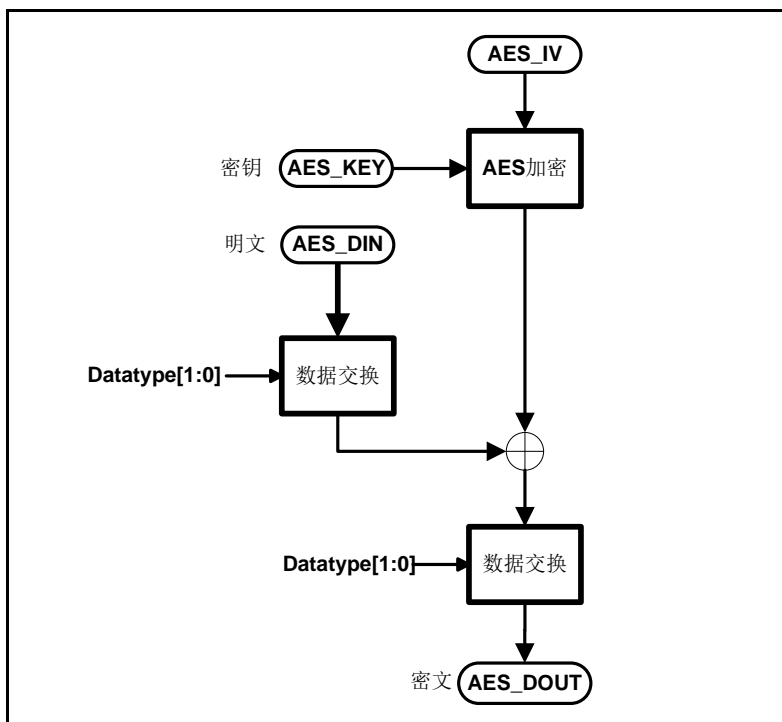 AES_IV
密钥 AES_KEY
AES加密
明文 AES_DIN
Datatype[1:0]
数据交换
Datatype[1:0]
数据交换
密文 AES_DOUT